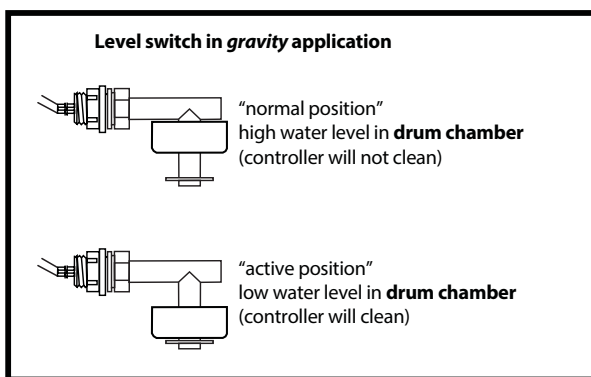 Level switch in gravity application
“normal position”
high water level in drum chamber
(controller will not clean)
“active position”
low water level in drum chamber
(controller will clean)